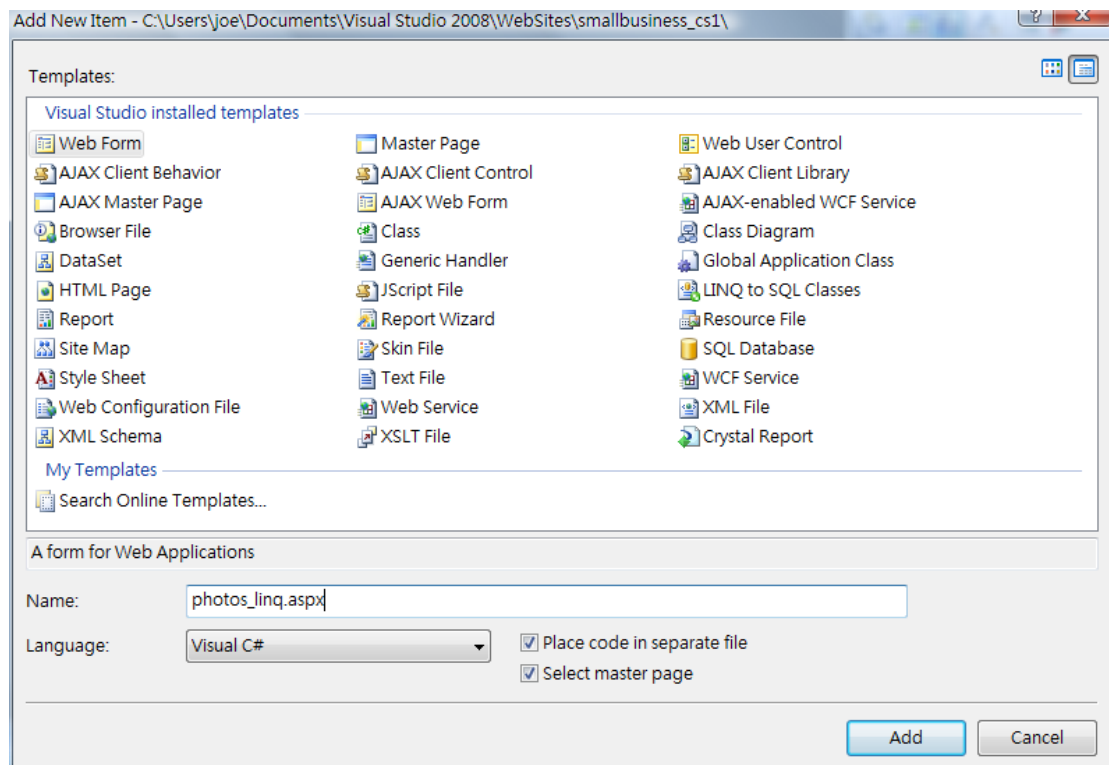 Add New Item - C:\Users\joe\Documents\Visual Studio 2008\WebSites\smallbusiness_cs1\
Templates:
Visual Studio installed templates
Web Form Master Page Web User Control
AJAX Client Behavior AJAX Client Control AJAX Client Library
AJAX Master Page AJAX Web Form AJAX-enabled WCF Service
Browser File Class Class Diagram
DataSet Generic Handler Global Application Class
HTML Page JScript File LINQ to SQL Classes
Report Report Wizard Resource File
Site Map Skin File SQL Database
Style Sheet Text File WCF Service
Web Configuration File Web Service XML File
XML Schema XSLT File Crystal Report
My Templates
Search Online Templates...
A form for Web Applications
Name: photos_linq.aspx
Language: Visual C# Place code in separate file
Select master page
Add Cancel